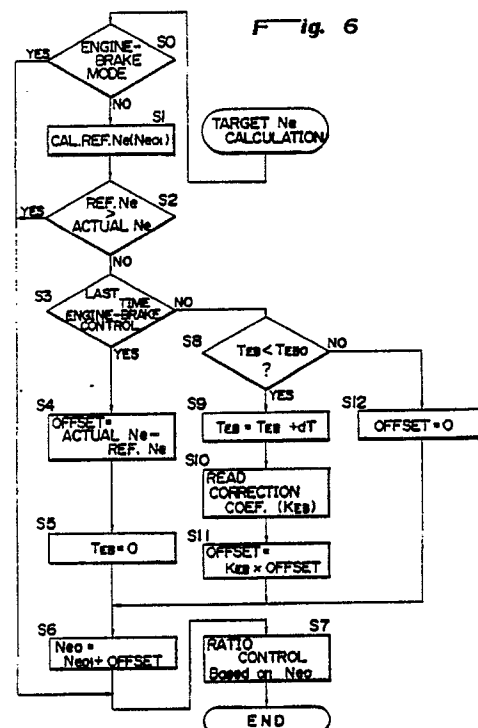 Fig. 6
TARGET Ne
CALCULATION
S0
ENGINE-
BRAKE
MODE
YES
NO
S1
CAL.REF.Ne(Neo1)
S2
REF. Ne
>
ACTUAL Ne
YES
NO
S3
LAST
TIME
ENGINE-BRAKE
CONTROL
NO
YES
S4
OFFSET=
ACTUAL Ne-
REF. Ne
S5
TEB=0
S8
TEB<TEBO
?
NO
YES
S9
TEB=TEB +dT
S10
READ
CORRECTION
COEF. (KEB)
S11
OFFSET=
KEB×OFFSET
S12
OFFSET=0
S6
Neo=
Neo1+ OFFSET
S7
RATIO
CONTROL
Based on Neo
END